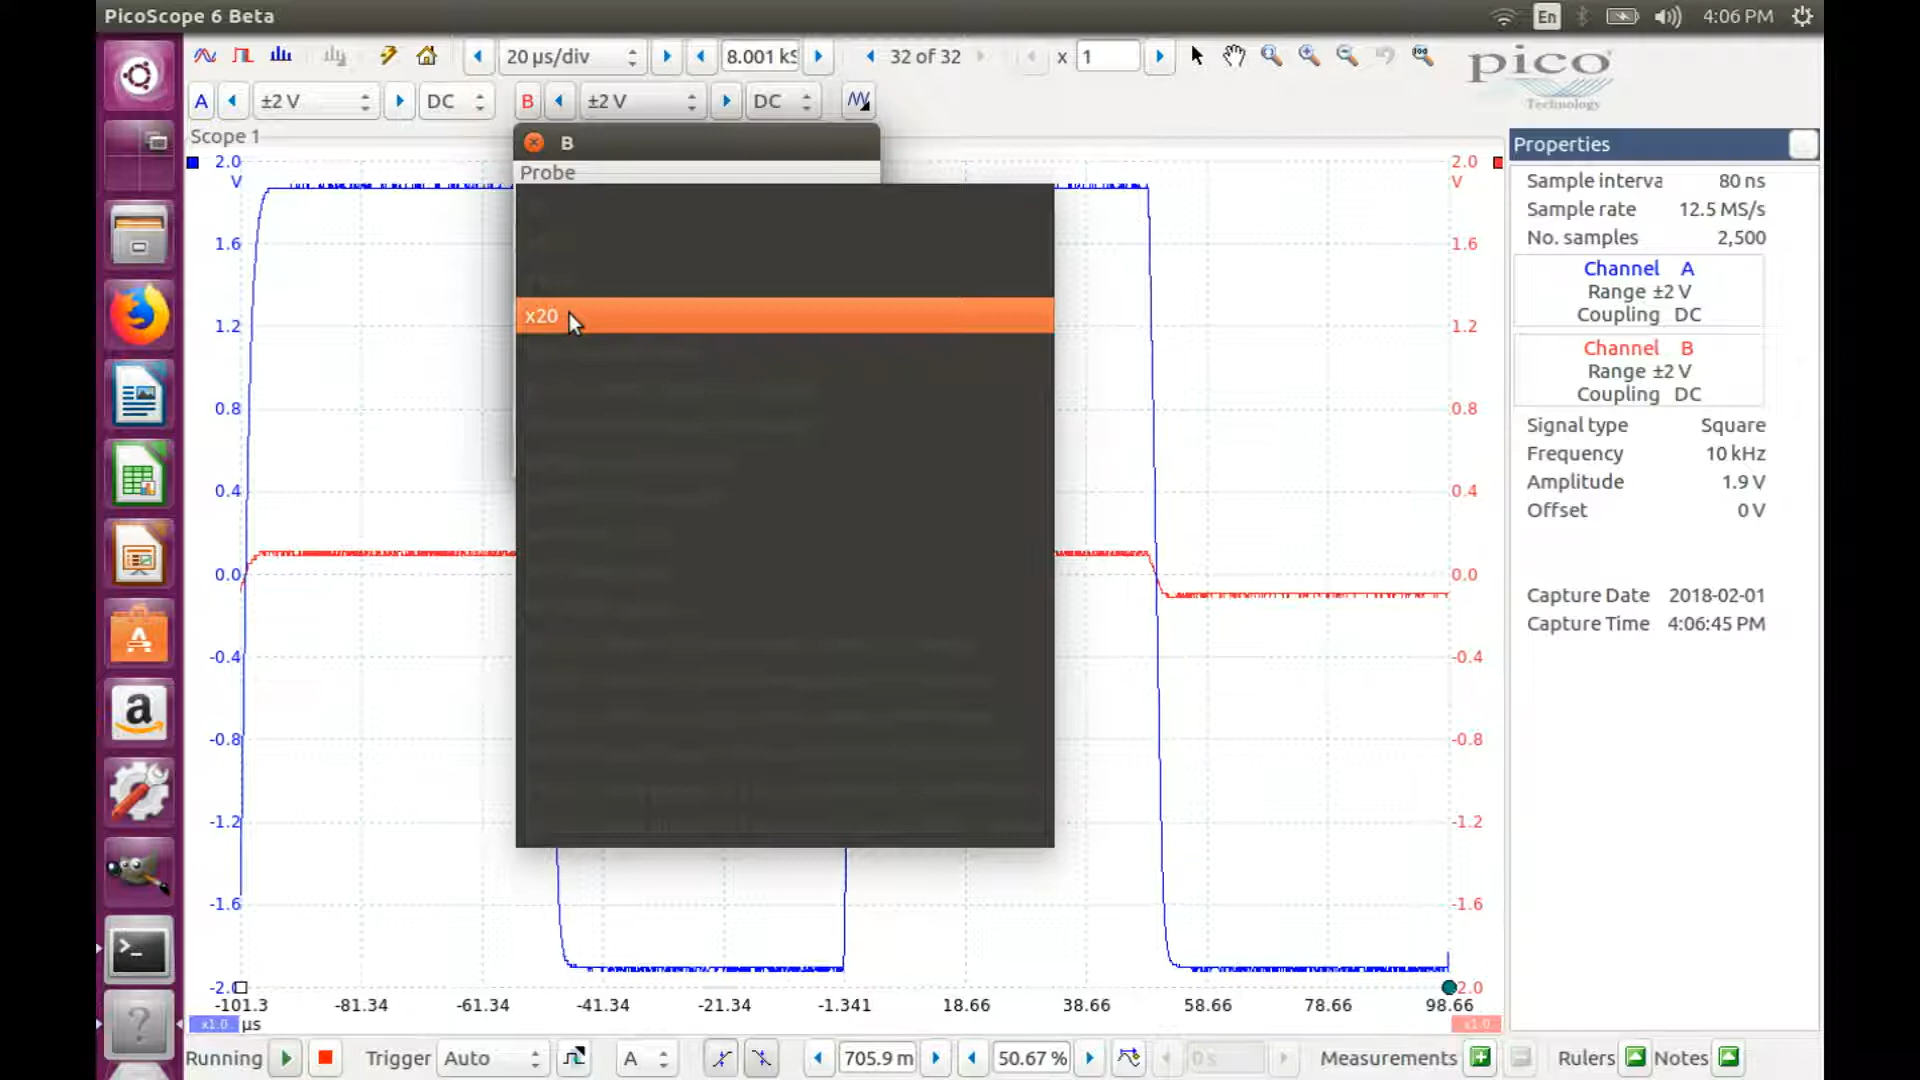 PicoScope 6 Beta
En
4:06 PM
20 µs/div
8.001 kS
32 of 32
x
1
pico
Technology
A
±2 V
DC
B
±2 V
DC
Scope 1
B
Probe
x20
2.0
V
1.6
1.2
0.8
0.4
0.0
-0.4
-0.8
-1.2
-1.6
-2.0
2.0
V
1.6
1.2
0.8
0.4
0.0
-0.4
-0.8
-1.2
-1.6
2.0
-101.3
-81.34
-61.34
-41.34
-21.34
-1.341
18.66
38.66
58.66
78.66
98.66
x1.0
µs
x1.0
Properties
Sample interva 80 ns
Sample rate 12.5 MS/s
No. samples 2,500
Channel A
Range ±2 V
Coupling DC
Channel B
Range ±2 V
Coupling DC
Signal type Square
Frequency 10 kHz
Amplitude 1.9 V
Offset 0 V
Capture Date 2018-02-01
Capture Time 4:06:45 PM
Running
Trigger
Auto
A
705.9 m
50.67 %
0 s
Measurements
Rulers
Notes